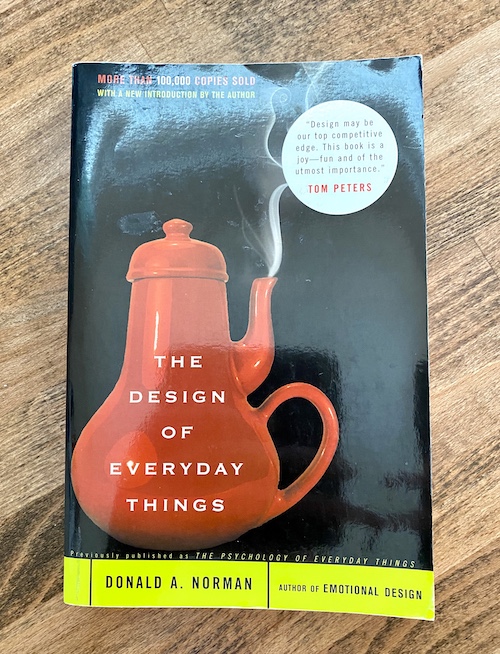 MORE THAN 100,000 COPIES SOLD
WITH A NEW INTRODUCTION BY THE AUTHOR
"Design may be
our top competitive
edge. This book is a
joy—fun and of the
utmost importance."
TOM PETERS
THE
DESIGN
OF
EVERYDAY
THINGS
Previously published as THE PSYCHOLOGY OF EVERYDAY THINGS
DONALD A. NORMAN
AUTHOR OF EMOTIONAL DESIGN